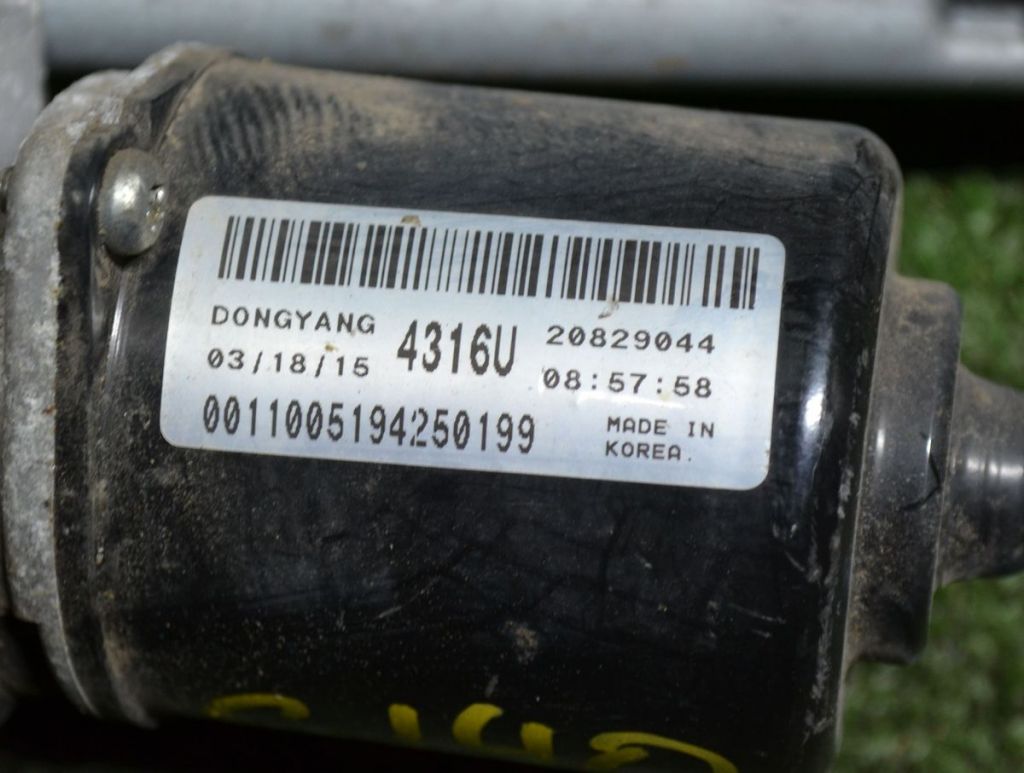 DONGYANG 4316U 20829044
03/18/15 08:57:58
0011005194250199 MADE IN
KOREA.